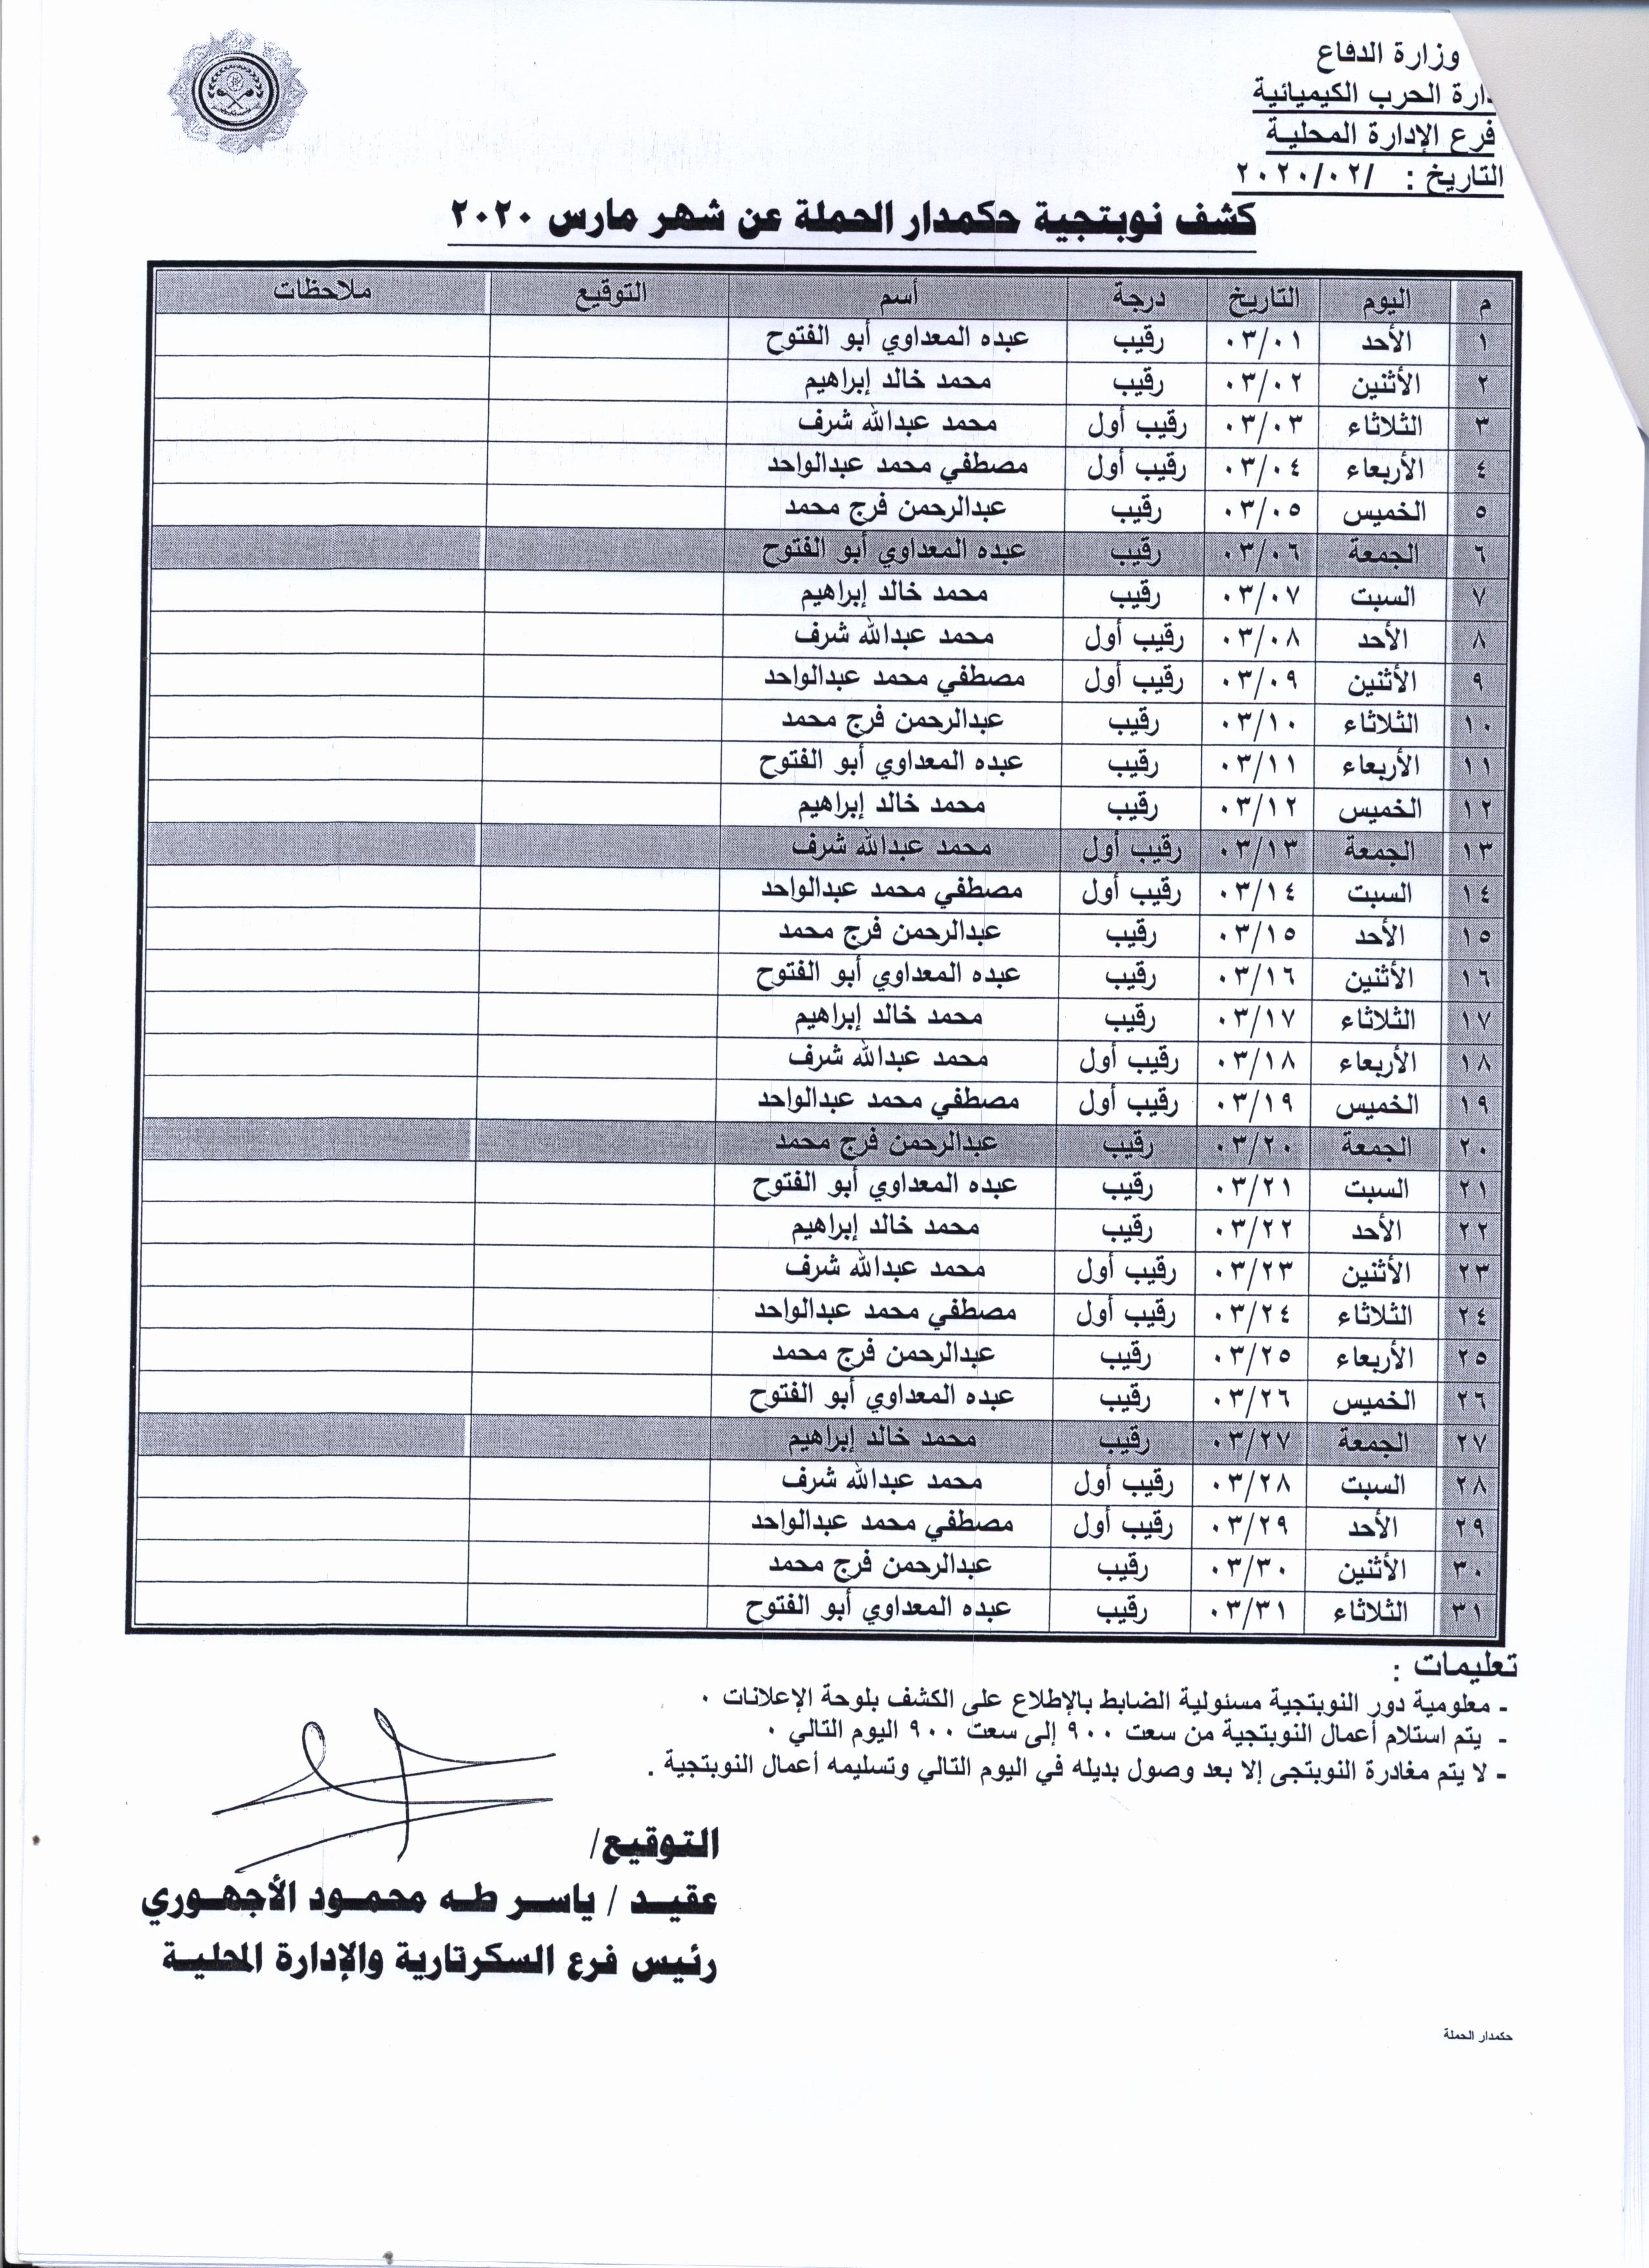 وزارة الدفاع
دارة الحرب الكيميائية
فرع الإدارة المحلية
التاريخ : /٢٠٢٠/٠٢
كشف نوبتجية حكمدار الحملة عن شهر مارس ٢٠٢٠
م اليوم التاريخ درجة أسم التوقيع ملاحظات
١ الأحد ٠٣/٠١ رقيب عبده المعداوي أبو الفتوح
٢ الأثنين ٠٣/٠٢ رقيب محمد خالد إبراهيم
٣ الثلاثاء ٠٣/٠٣ رقيب أول محمد عبدالله شرف
٤ الأربعاء ٠٣/٠٤ رقيب أول مصطفي محمد عبدالواحد
٥ الخميس ٠٣/٠٥ رقيب عبدالرحمن فرج محمد
٦ الجمعة ٠٣/٠٦ رقيب عبده المعداوي أبو الفتوح
٧ السبت ٠٣/٠٧ رقيب محمد خالد إبراهيم
٨ الأحد ٠٣/٠٨ رقيب أول محمد عبدالله شرف
٩ الأثنين ٠٣/٠٩ رقيب أول مصطفي محمد عبدالواحد
١٠ الثلاثاء ٠٣/١٠ رقيب عبدالرحمن فرج محمد
١١ الأربعاء ٠٣/١١ رقيب عبده المعداوي أبو الفتوح
١٢ الخميس ٠٣/١٢ رقيب محمد خالد إبراهيم
١٣ الجمعة ٠٣/١٣ رقيب أول محمد عبدالله شرف
١٤ السبت ٠٣/١٤ رقيب أول مصطفي محمد عبدالواحد
١٥ الأحد ٠٣/١٥ رقيب عبدالرحمن فرج محمد
١٦ الأثنين ٠٣/١٦ رقيب عبده المعداوي أبو الفتوح
١٧ الثلاثاء ٠٣/١٧ رقيب محمد خالد إبراهيم
١٨ الأربعاء ٠٣/١٨ رقيب أول محمد عبدالله شرف
١٩ الخميس ٠٣/١٩ رقيب أول مصطفي محمد عبدالواحد
٢٠ الجمعة ٠٣/٢٠ رقيب عبدالرحمن فرج محمد
٢١ السبت ٠٣/٢١ رقيب عبده المعداوي أبو الفتوح
٢٢ الأحد ٠٣/٢٢ رقيب محمد خالد إبراهيم
٢٣ الأثنين ٠٣/٢٣ رقيب أول محمد عبدالله شرف
٢٤ الثلاثاء ٠٣/٢٤ رقيب أول مصطفي محمد عبدالواحد
٢٥ الأربعاء ٠٣/٢٥ رقيب عبدالرحمن فرج محمد
٢٦ الخميس ٠٣/٢٦ رقيب عبده المعداوي أبو الفتوح
٢٧ الجمعة ٠٣/٢٧ رقيب محمد خالد إبراهيم
٢٨ السبت ٠٣/٢٨ رقيب أول محمد عبدالله شرف
٢٩ الأحد ٠٣/٢٩ رقيب أول مصطفي محمد عبدالواحد
٣٠ الأثنين ٠٣/٣٠ رقيب عبدالرحمن فرج محمد
٣١ الثلاثاء ٠٣/٣١ رقيب عبده المعداوي أبو الفتوح
تعليمات :
- معلومية دور النوبتجية مسئولية الضابط بالإطلاع على الكشف بلوحة الإعلانات ٠
- يتم استلام أعمال النوبتجية من سعت ٩٠٠ إلى سعت ٩٠٠ اليوم التالي ٠
- لا يتم مغادرة النوبتجى إلا بعد وصول بديله في اليوم التالي وتسليمه أعمال النوبتجية .
التوقيع/
عقيد / ياسر طه محمود الأجهوري
رئيس فرع السكرتارية والإدارة المحلية
حكمدار الحملة